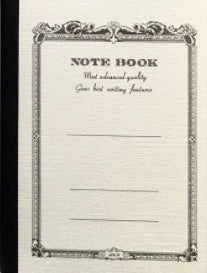 NOTE BOOK
Most advanced quality
Gives best writing features